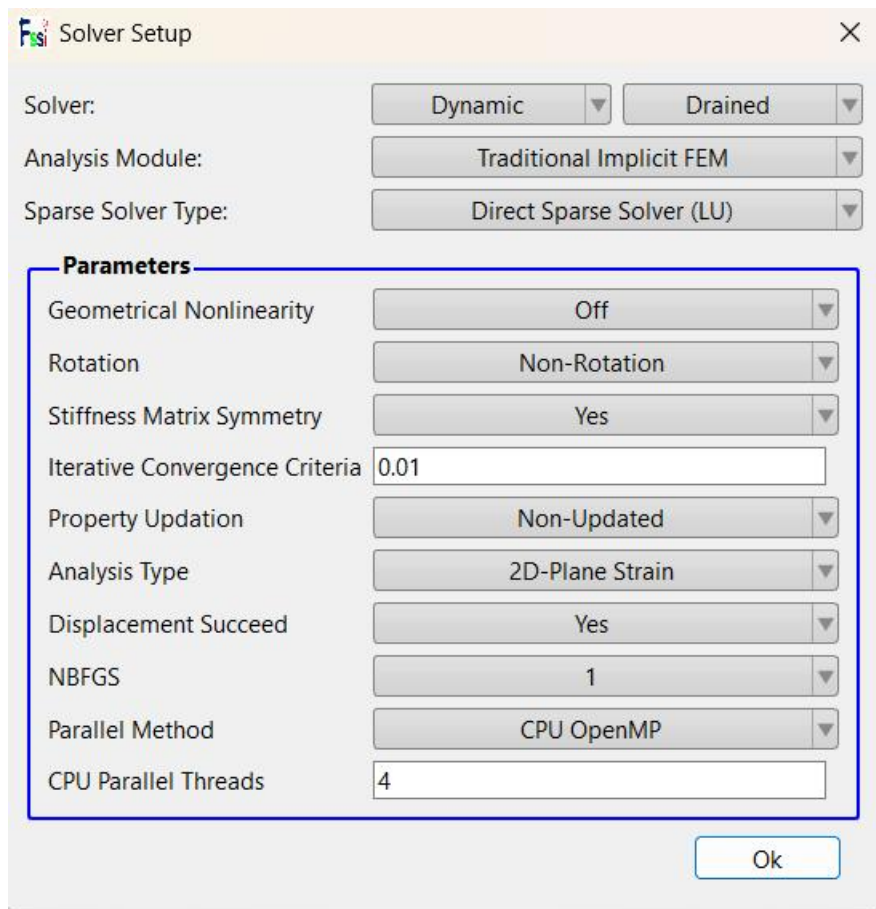 Fssi Solver Setup
Solver: Dynamic Drained
Analysis Module: Traditional Implicit FEM
Sparse Solver Type: Direct Sparse Solver (LU)
Parameters
Geometrical Nonlinearity Off
Rotation Non-Rotation
Stiffness Matrix Symmetry Yes
Iterative Convergence Criteria 0.01
Property Updation Non-Updated
Analysis Type 2D-Plane Strain
Displacement Succeed Yes
NBFGS 1
Parallel Method CPU OpenMP
CPU Parallel Threads 4
Ok